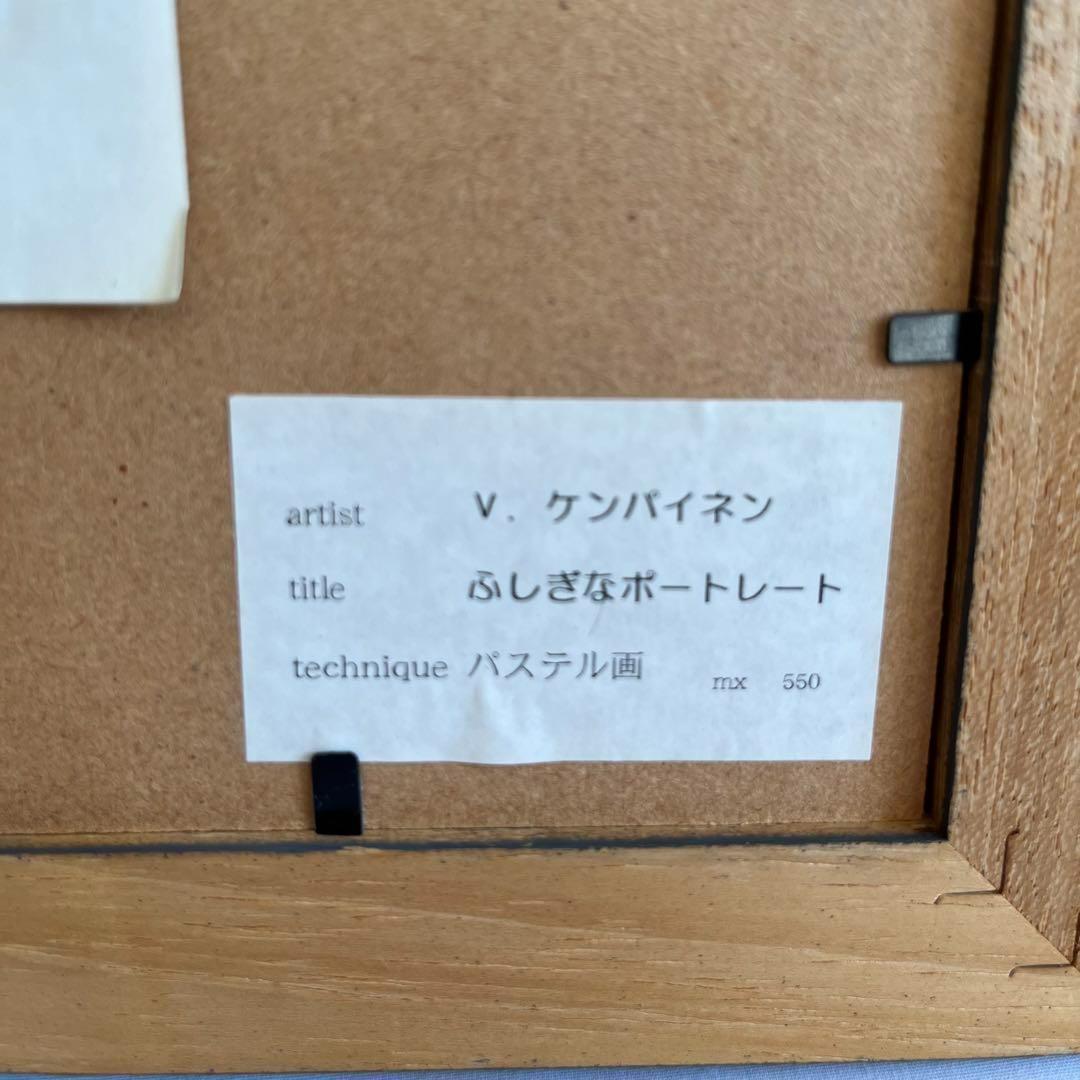 artist V. ケンパイネン
title ふしぎなポートレート
technique パステル画 mx 550